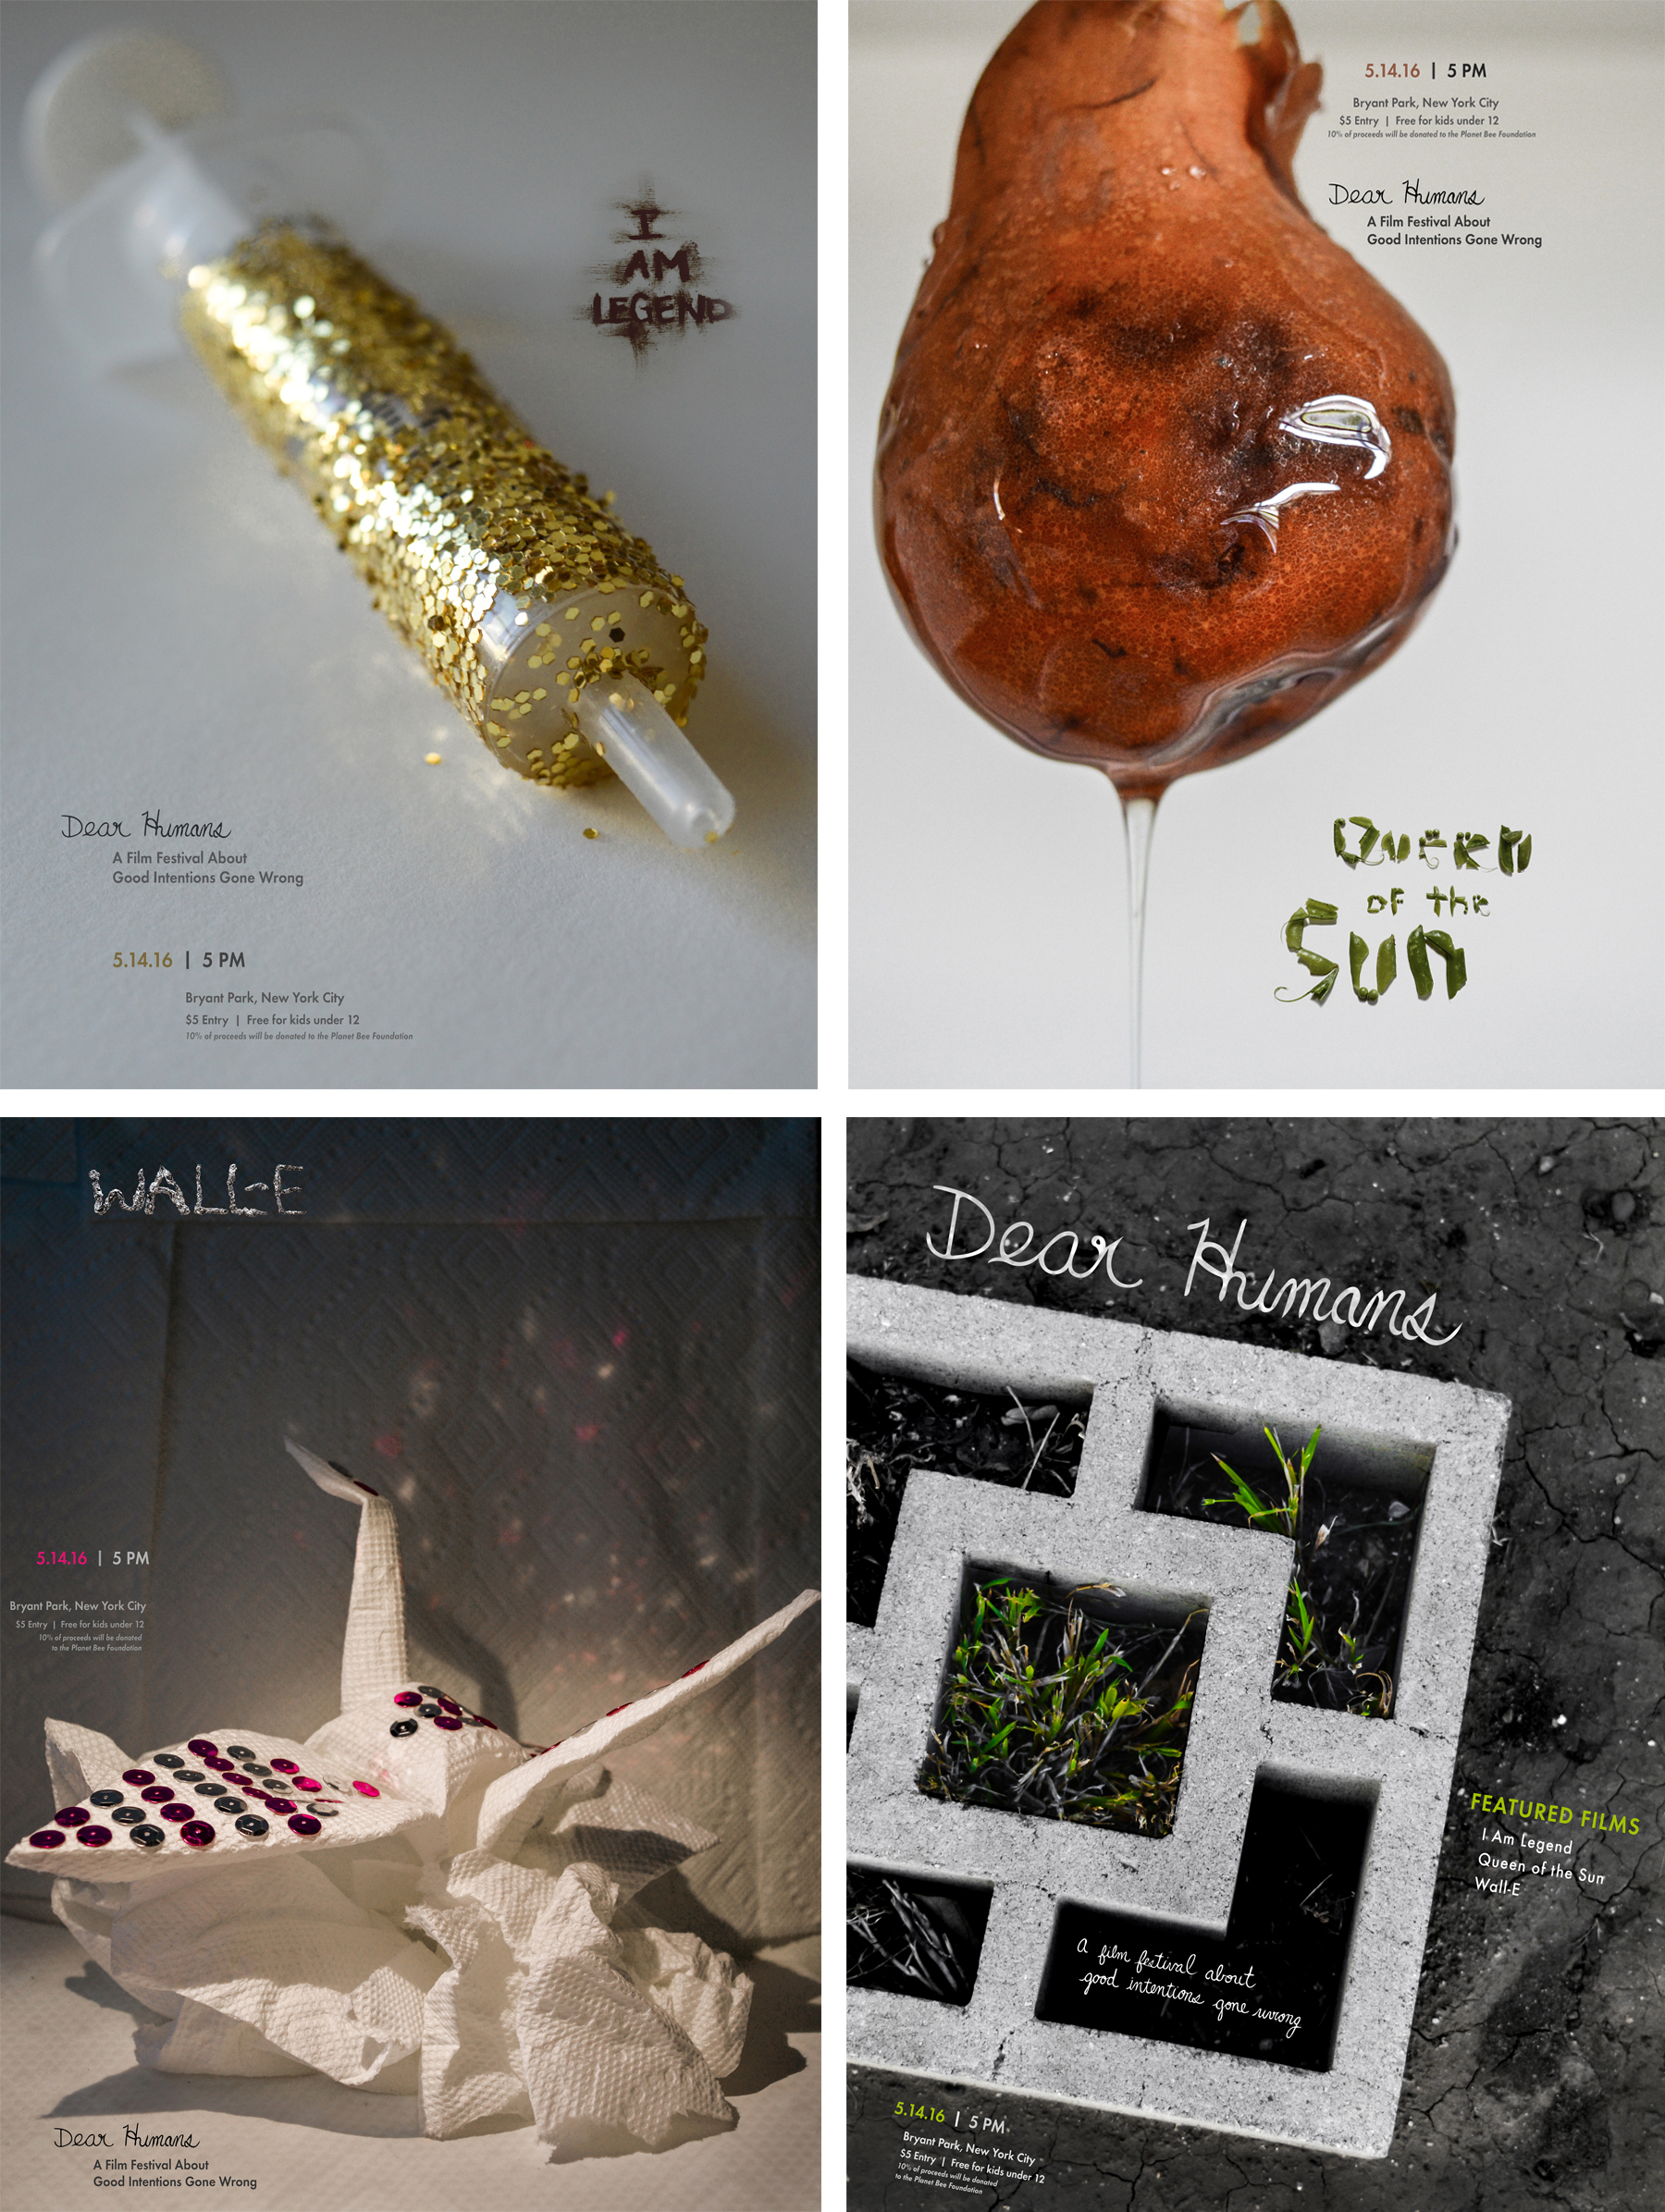 I
AM
LEGEND
Dear Humans
A Film Festival About
Good Intentions Gone Wrong
5.14.16 | 5 PM
Bryant Park, New York City
$5 Entry | Free for kids under 12
10% of proceeds will be donated to the Planet Bee Foundation
5.14.16 | 5 PM
Bryant Park, New York City
$5 Entry | Free for kids under 12
10% of proceeds will be donated to the Planet Bee Foundation
Dear Humans
A Film Festival About
Good Intentions Gone Wrong
Queen
of the
Sun
WALL-E
5.14.16 | 5 PM
Bryant Park, New York City
$5 Entry | Free for kids under 12
10% of proceeds will be donated
to the Planet Bee Foundation
Dear Humans
A Film Festival About
Good Intentions Gone Wrong
Dear Humans
FEATURED FILMS
I Am Legend
Queen of the Sun
Wall-E
A film festival about
good intentions gone wrong
5.14.16 | 5 PM
Bryant Park, New York City
$5 Entry | Free for kids under 12
10% of proceeds will be donated
to the Planet Bee Foundation